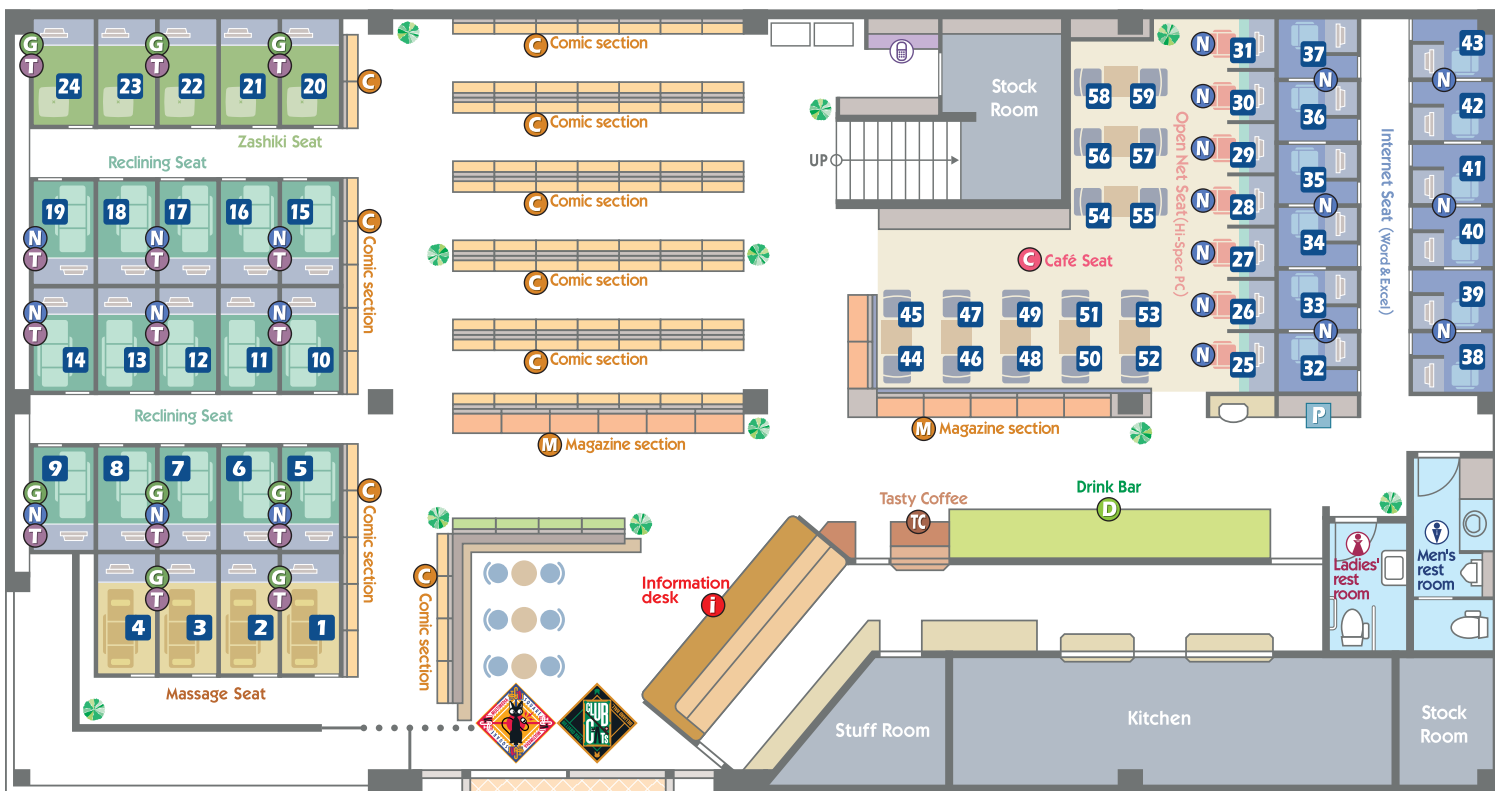 G
T
24
23
G
T
22
21
G
T
20
C
Zashiki Seat
Reclining Seat
19
18
17
16
15
N
T
N
T
N
T
C
Comic section
N
T
N
T
N
T
14
13
12
11
10
Reclining Seat
9
8
7
6
5
G
N
T
G
N
T
G
N
T
C
Comic section
G
T
G
T
4
3
2
1
Massage Seat
C Comic section
C Comic section
C Comic section
C Comic section
C Comic section
M Magazine section
C
Comic section
Stock
Room
UP
58
59
56
57
54
55
C Café Seat
45
47
49
51
53
44
46
48
50
52
M Magazine section
Open Net Seat(Hi-Spec PC)
N
31
N
30
N
29
N
28
N
27
N
26
N
25
37
N
36
35
N
34
33
N
32
P
Internet Seat (Word & Excel)
43
N
42
41
N
40
39
N
38
Tasty Coffee
TC
Drink Bar
D
Information
desk
i
Ladies'
rest
room
Men's
rest
room
CLUB
CATS
Stuff Room
Kitchen
Stock
Room